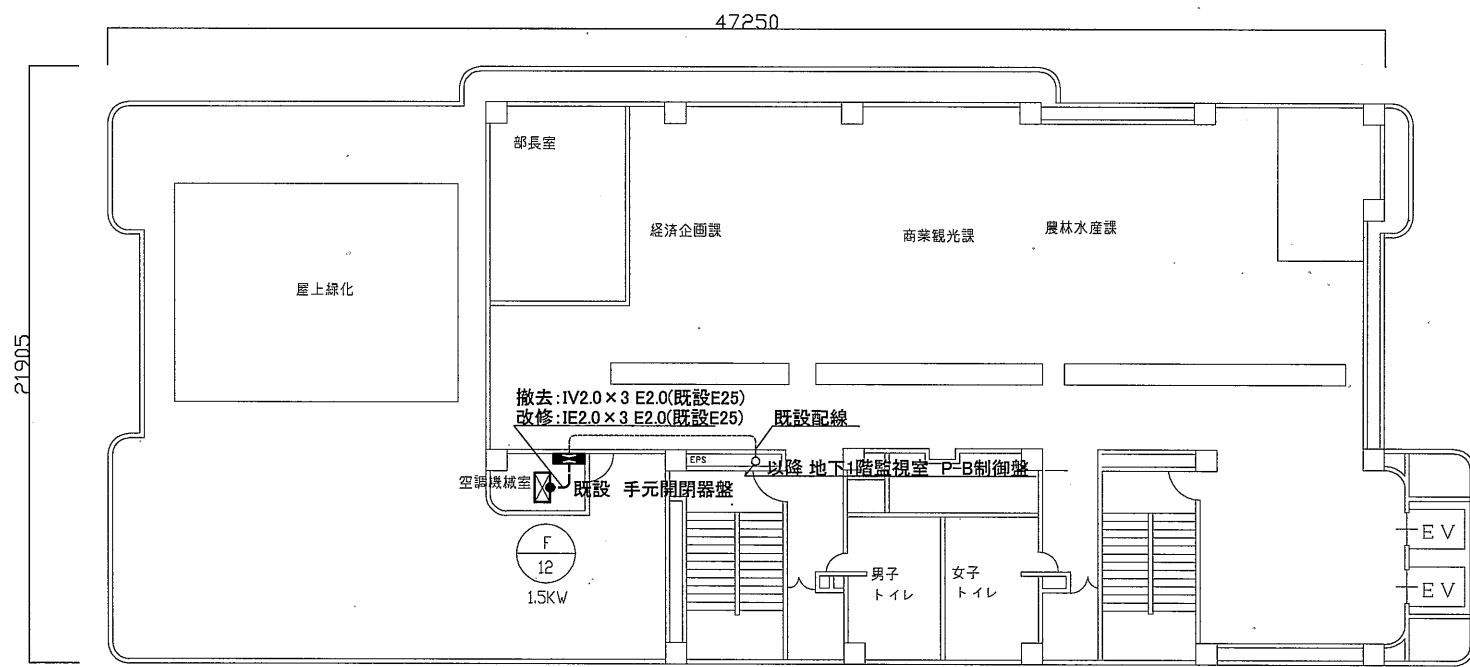 47250
21905
部長室
経済企画課
商業観光課
農林水産課
屋上緑化
撤去:IV2.0×3 E2.0(既設E25)
改修:IE2.0×3 E2.0(既設E25)
既設配線
EPS
以降 地下1階監視室 P-B制御盤
空調機械室
既設 手元開閉器盤
F
12
1.5KW
男子
トイレ
女子
トイレ
EV
EV